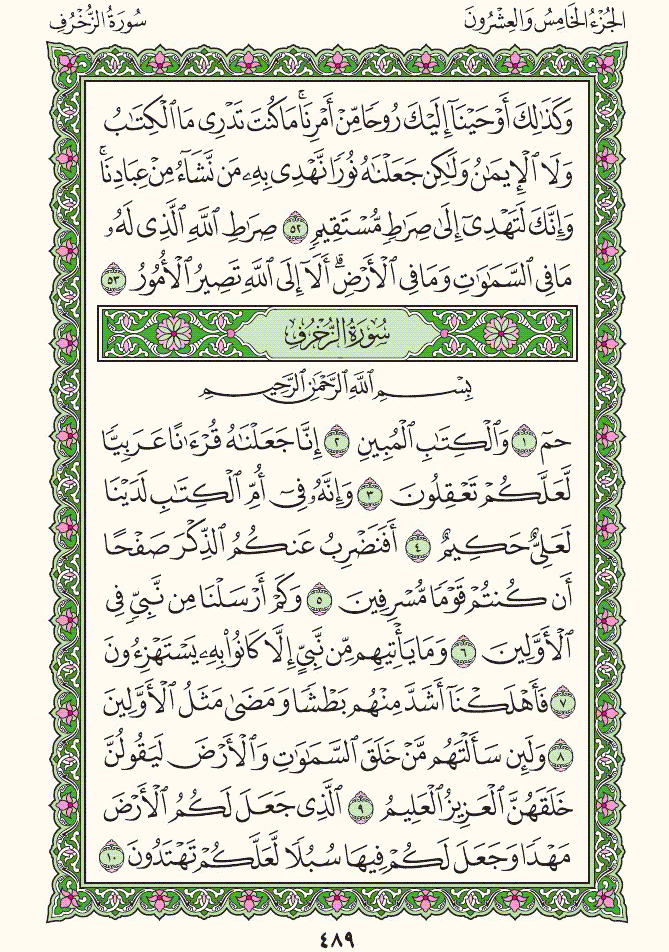 الجُزْءُ الخَامِسُ وَالعِشْرُونَ
سُورَةُ الزُّخْرُفِ
وَكَذَٰلِكَ أَوْحَيْنَآ إِلَيْكَ رُوحًا مِّنْ أَمْرِنَا ۚ مَا كُنتَ تَدْرِى مَا ٱلْكِتَـٰبُ
وَلَا ٱلْإِيمَـٰنُ وَلَـٰكِن جَعَلْنَـٰهُ نُورًا نَّهْدِى بِهِۦ مَن نَّشَآءُ مِنْ عِبَادِنَا ۚ
وَإِنَّكَ لَتَهْدِىٓ إِلَىٰ صِرَٰطٍ مُّسْتَقِيمٍ ٥٢ صِرَٰطِ ٱللَّهِ ٱلَّذِى لَهُۥ
مَا فِى ٱلسَّمَـٰوَٰتِ وَمَا فِى ٱلْأَرْضِ ۗ أَلَآ إِلَى ٱللَّهِ تَصِيرُ ٱلْأُمُورُ ٥٣
سُورَةُ الزُّخْرُفِ
بِسْمِ ٱللَّهِ ٱلرَّحْمَـٰنِ ٱلرَّحِيمِ
حمٓ ١ وَٱلْكِتَـٰبِ ٱلْمُبِينِ ٢ إِنَّا جَعَلْنَـٰهُ قُرْءَٰنًا عَرَبِيًّا
لَّعَلَّكُمْ تَعْقِلُونَ ٣ وَإِنَّهُۥ فِىٓ أُمِّ ٱلْكِتَـٰبِ لَدَيْنَا
لَعَلِىٌّ حَكِيمٌ ٤ أَفَنَضْرِبُ عَنكُمُ ٱلذِّكْرَ صَفْحًا
أَن كُنتُمْ قَوْمًا مُّسْرِفِينَ ٥ وَكَمْ أَرْسَلْنَا مِن نَّبِىٍّ فِى
ٱلْأَوَّلِينَ ٦ وَمَا يَأْتِيهِم مِّن نَّبِىٍّ إِلَّا كَانُوا۟ بِهِۦ يَسْتَهْزِءُونَ
٧ فَأَهْلَكْنَآ أَشَدَّ مِنْهُم بَطْشًا وَمَضَىٰ مَثَلُ ٱلْأَوَّلِينَ
٨ وَلَئِن سَأَلْتَهُم مَّنْ خَلَقَ ٱلسَّمَـٰوَٰتِ وَٱلْأَرْضَ لَيَقُولُنَّ
خَلَقَهُنَّ ٱلْعَزِيزُ ٱلْعَلِيمُ ٩ ٱلَّذِى جَعَلَ لَكُمُ ٱلْأَرْضَ
مَهْدًا وَجَعَلَ لَكُمْ فِيهَا سُبُلًا لَّعَلَّكُمْ تَهْتَدُونَ ١٠
٤٨٩